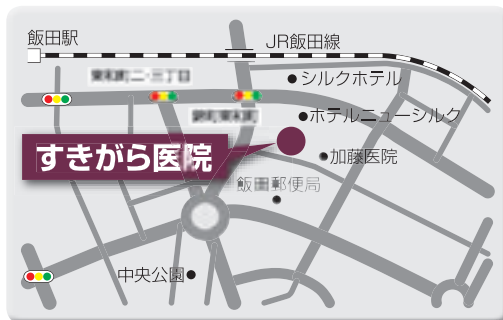 飯田駅
JR飯田線
シルクホテル
ホテルニューシルク
すきがら医院
加藤医院
飯田郵便局
中央公園